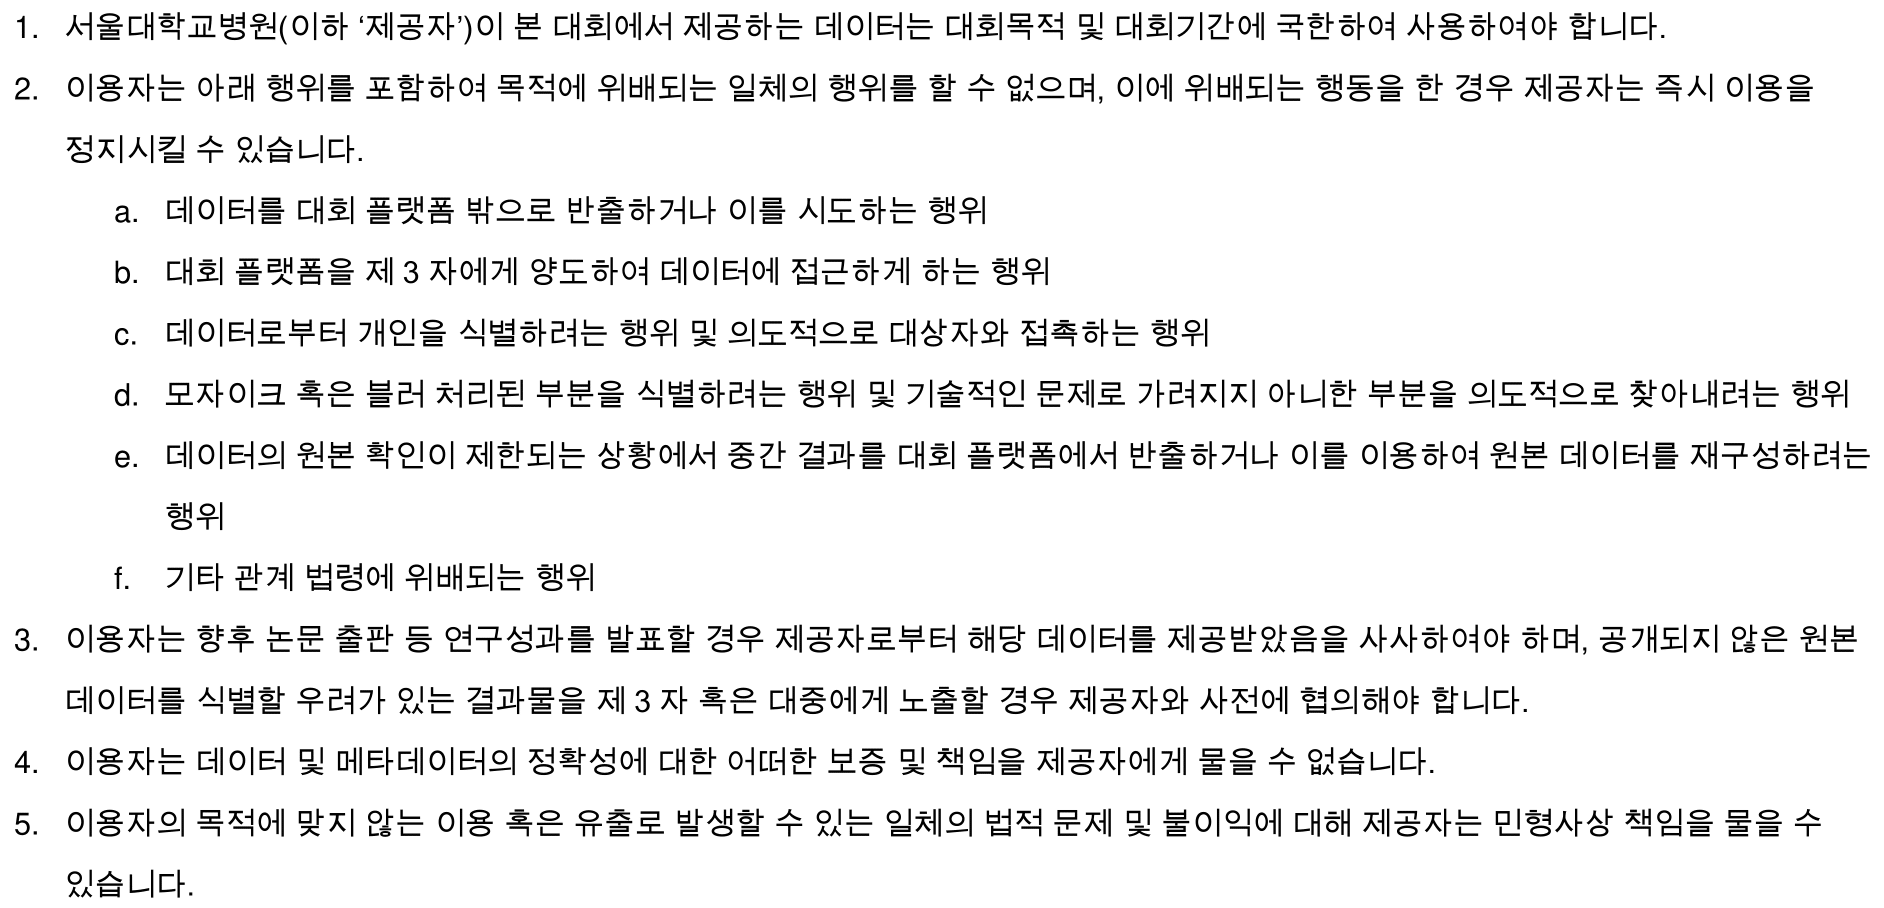 1. 서울대학교병원(이하 ‘제공자’)이 본 대회에서 제공하는 데이터는 대회목적 및 대회기간에 국한하여 사용하여야 합니다.
2. 이용자는 아래 행위를 포함하여 목적에 위배되는 일체의 행위를 할 수 없으며, 이에 위배되는 행동을 한 경우 제공자는 즉시 이용을
정지시킬 수 있습니다.
a. 데이터를 대회 플랫폼 밖으로 반출하거나 이를 시도하는 행위
b. 대회 플랫폼을 제 3 자에게 양도하여 데이터에 접근하게 하는 행위
c. 데이터로부터 개인을 식별하려는 행위 및 의도적으로 대상자와 접촉하는 행위
d. 모자이크 혹은 블러 처리된 부분을 식별하려는 행위 및 기술적인 문제로 가려지지 아니한 부분을 의도적으로 찾아내려는 행위
e. 데이터의 원본 확인이 제한되는 상황에서 중간 결과를 대회 플랫폼에서 반출하거나 이를 이용하여 원본 데이터를 재구성하려는
행위
f. 기타 관계 법령에 위배되는 행위
3. 이용자는 향후 논문 출판 등 연구성과를 발표할 경우 제공자로부터 해당 데이터를 제공받았음을 사사하여야 하며, 공개되지 않은 원본
데이터를 식별할 우려가 있는 결과물을 제 3 자 혹은 대중에게 노출할 경우 제공자와 사전에 협의해야 합니다.
4. 이용자는 데이터 및 메타데이터의 정확성에 대한 어떠한 보증 및 책임을 제공자에게 물을 수 없습니다.
5. 이용자의 목적에 맞지 않는 이용 혹은 유출로 발생할 수 있는 일체의 법적 문제 및 불이익에 대해 제공자는 민형사상 책임을 물을 수
있습니다.